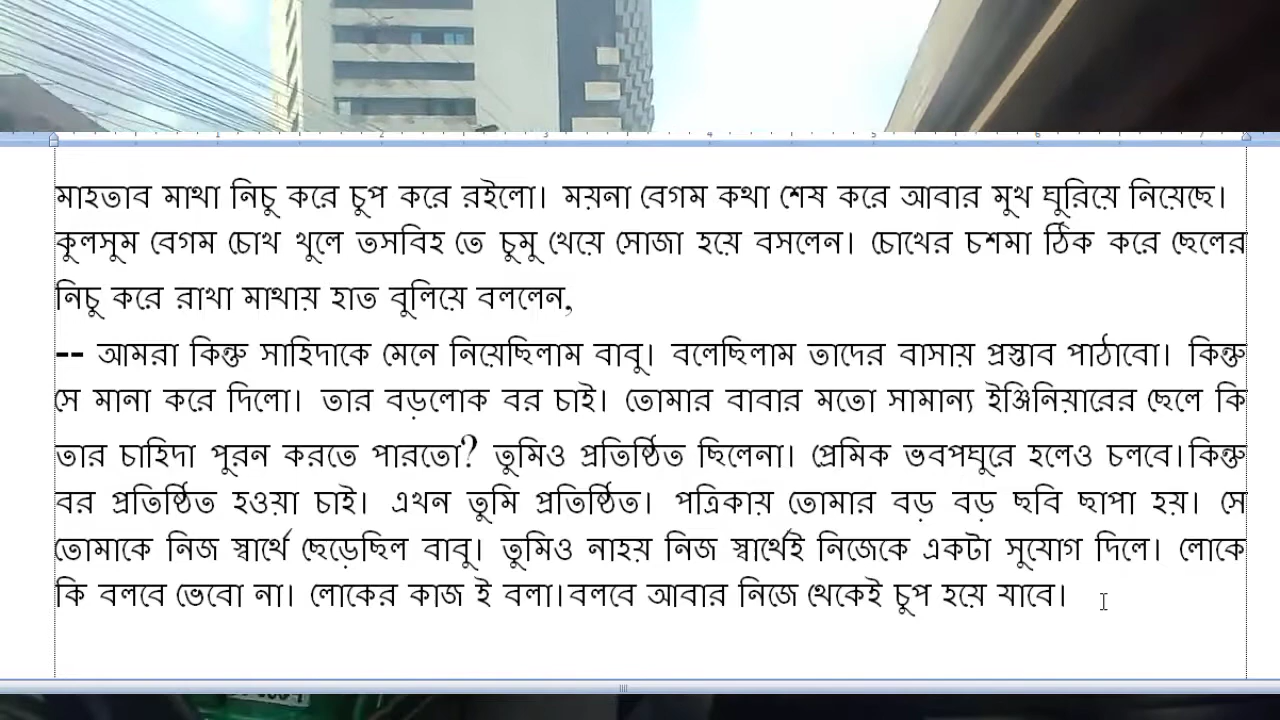 মাহতাব মাথা নিচু করে চুপ করে রইলো। ময়না বেগম কথা শেষ করে আবার মুখ ঘুরিয়ে নিয়েছে।
কুলসুম বেগম চোখ খুলে তসবিহ তে চুমু খেয়ে সোজা হয়ে বসলেন। চোখের চশমা ঠিক করে ছেলের
নিচু করে রাখা মাথায় হাত বুলিয়ে বললেন,
-- আমরা কিন্তু সাহিদাকে মেনে নিয়েছিলাম বাবু। বলেছিলাম তাদের বাসায় প্রস্তাব পাঠাবো। কিন্তু
সে মানা করে দিলো। তার বড়লোক বর চাই। তোমার বাবার মতো সামান্য ইঞ্জিনিয়ারের ছেলে কি
তার চাহিদা পুরন করতে পারতো? তুমিও প্রতিষ্ঠিত ছিলেনা। প্রেমিক ভবপঘুরে হলেও চলবে।কিন্তু
বর প্রতিষ্ঠিত হওয়া চাই। এখন তুমি প্রতিষ্ঠিত। পত্রিকায় তোমার বড় বড় ছবি ছাপা হয়। সে
তোমাকে নিজ স্বার্থে ছেড়েছিল বাবু। তুমিও নাহয় নিজ স্বার্থেই নিজেকে একটা সুযোগ দিলে। লোকে
কি বলবে ভেবো না। লোকের কাজ ই বলা।বলবে আবার নিজে থেকেই চুপ হয়ে যাবে।